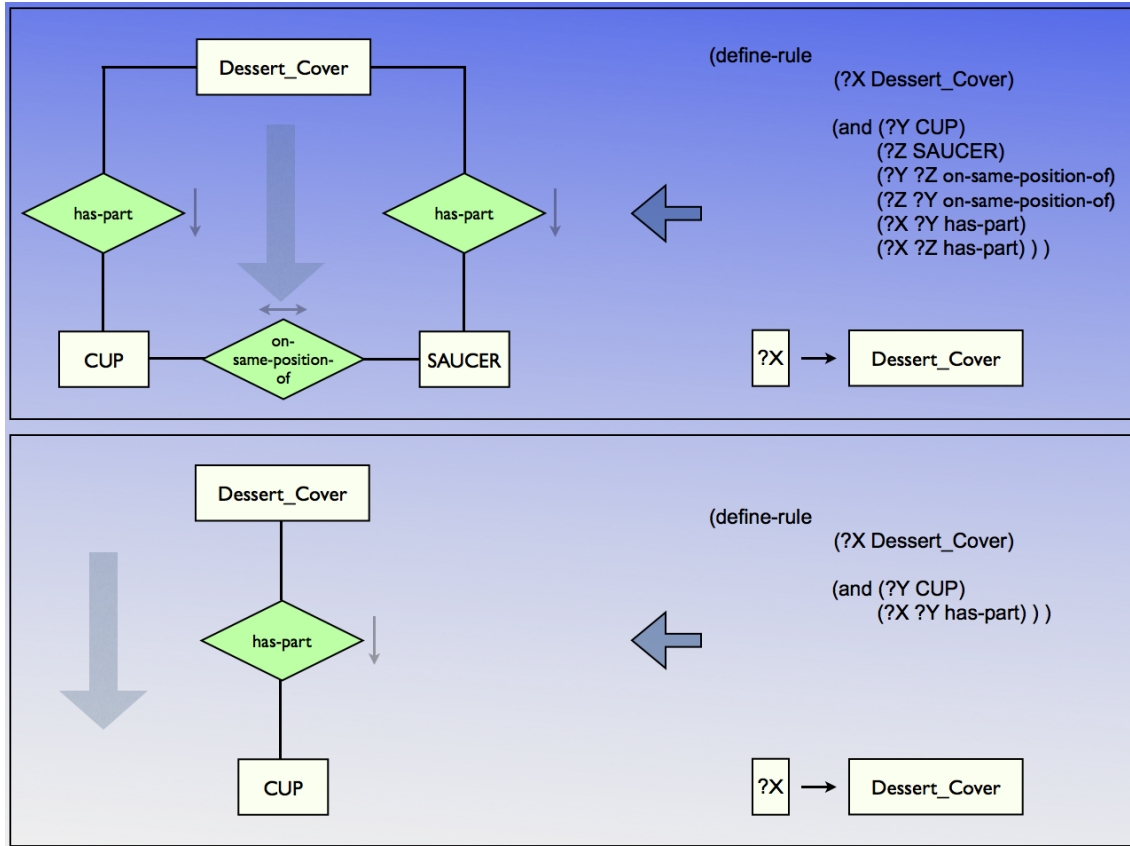 Dessert_Cover
has-part
has-part
CUP
on-
same-position-
of
SAUCER
(define-rule
(?X Dessert_Cover)
(and (?Y CUP)
(?Z SAUCER)
(?Y ?Z on-same-position-of)
(?Z ?Y on-same-position-of)
(?X ?Y has-part)
(?X ?Z has-part) ) )
?X
Dessert_Cover
Dessert_Cover
has-part
CUP
(define-rule
(?X Dessert_Cover)
(and (?Y CUP)
(?X ?Y has-part) ) )
?X
Dessert_Cover